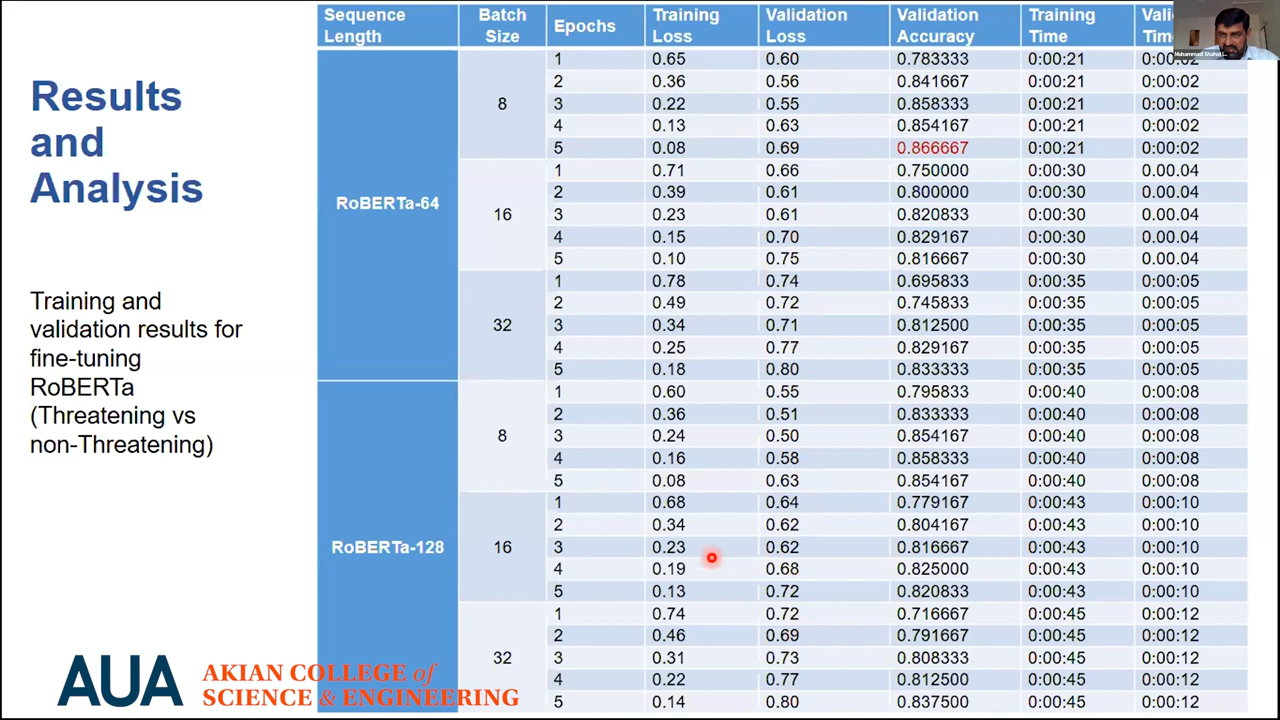 Results
and
Analysis
Training and
validation results for
fine-tuning
RoBERTa
(Threatening vs
non-Threatening)
Sequence Length Batch Size Epochs Training Loss Validation Loss Validation Accuracy Training Time Vali Tim
RoBERTa-64 8 1 0.65 0.60 0.783333 0:00:21 0:00:02
2 0.36 0.56 0.841667 0:00:21 0:00:02
3 0.22 0.55 0.858333 0:00:21 0:00:02
4 0.13 0.63 0.854167 0:00:21 0:00:02
5 0.08 0.69 0.866667 0:00:21 0:00:02
16 1 0.71 0.66 0.750000 0:00:30 0.00.04
2 0.39 0.61 0.800000 0:00:30 0.00.04
3 0.23 0.61 0.820833 0:00:30 0.00.04
4 0.15 0.70 0.829167 0:00:30 0.00.04
5 0.10 0.75 0.816667 0:00:30 0.00.04
32 1 0.78 0.74 0.695833 0:00:35 0:00:05
2 0.49 0.72 0.745833 0:00:35 0:00:05
3 0.34 0.71 0.812500 0:00:35 0:00:05
4 0.25 0.77 0.829167 0:00:35 0:00:05
5 0.18 0.80 0.833333 0:00:35 0:00:05
RoBERTa-128 8 1 0.60 0.55 0.795833 0:00:40 0:00:08
2 0.36 0.51 0.833333 0:00:40 0:00:08
3 0.24 0.50 0.854167 0:00:40 0:00:08
4 0.16 0.58 0.858333 0:00:40 0:00:08
5 0.08 0.63 0.854167 0:00:40 0:00:08
16 1 0.68 0.64 0.779167 0:00:43 0:00:10
2 0.34 0.62 0.804167 0:00:43 0:00:10
3 0.23 0.62 0.816667 0:00:43 0:00:10
4 0.19 0.68 0.825000 0:00:43 0:00:10
5 0.13 0.72 0.820833 0:00:43 0:00:10
32 1 0.74 0.72 0.716667 0:00:45 0:00:12
2 0.46 0.69 0.791667 0:00:45 0:00:12
3 0.31 0.73 0.808333 0:00:45 0:00:12
4 0.22 0.77 0.812500 0:00:45 0:00:12
5 0.14 0.80 0.837500 0:00:45 0:00:12
AUA AKIAN COLLEGE of
SCIENCE & ENGINEERING
Muhammad Shahid